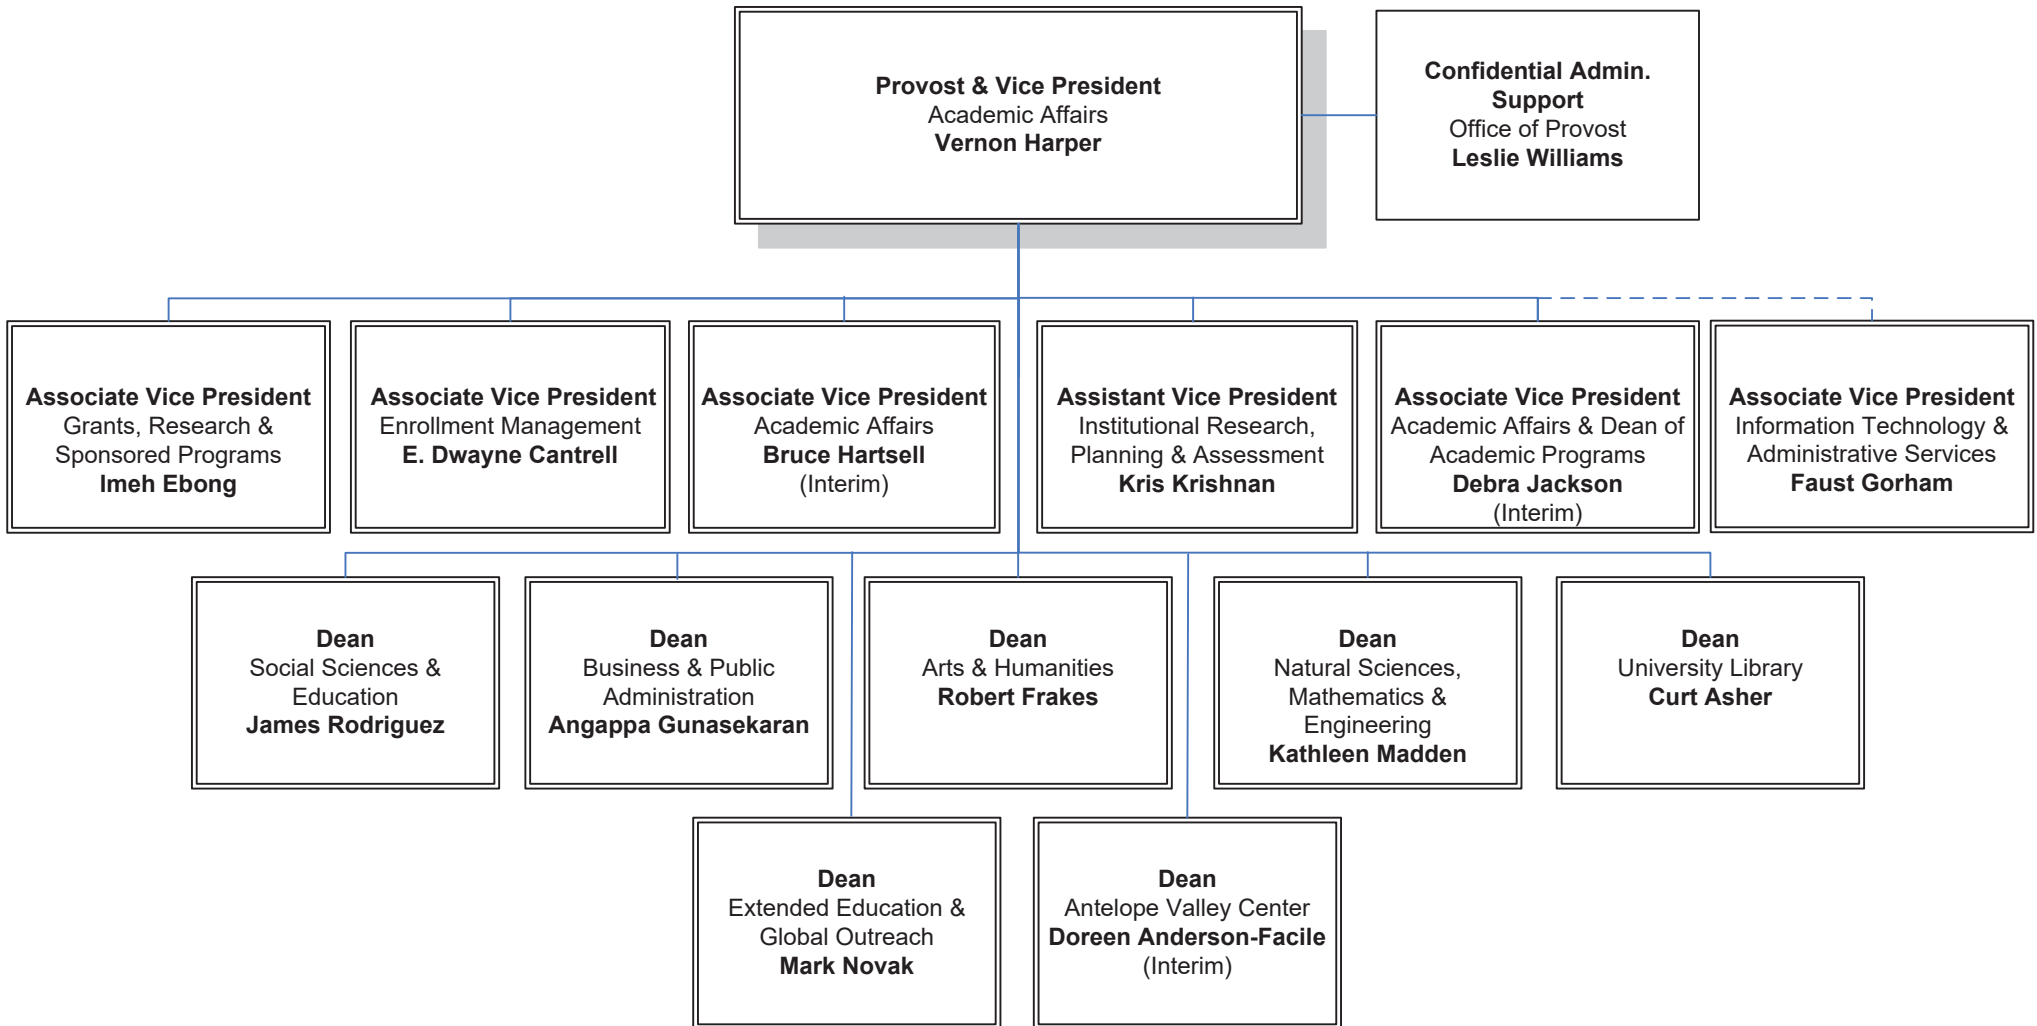 Provost & Vice President
Academic Affairs
Vernon Harper
Confidential Admin.
Support
Office of Provost
Leslie Williams
Associate Vice President
Grants, Research &
Sponsored Programs
Imeh Ebong
Associate Vice President
Enrollment Management
E. Dwayne Cantrell
Associate Vice President
Academic Affairs
Bruce Hartsell
(Interim)
Assistant Vice President
Institutional Research,
Planning & Assessment
Kris Krishnan
Associate Vice President
Academic Affairs & Dean of
Academic Programs
Debra Jackson
(Interim)
Associate Vice President
Information Technology &
Administrative Services
Faust Gorham
Dean
Social Sciences &
Education
James Rodriguez
Dean
Business & Public
Administration
Angappa Gunasekaran
Dean
Arts & Humanities
Robert Frakes
Dean
Natural Sciences,
Mathematics &
Engineering
Kathleen Madden
Dean
University Library
Curt Asher
Dean
Extended Education &
Global Outreach
Mark Novak
Dean
Antelope Valley Center
Doreen Anderson-Facile
(Interim)